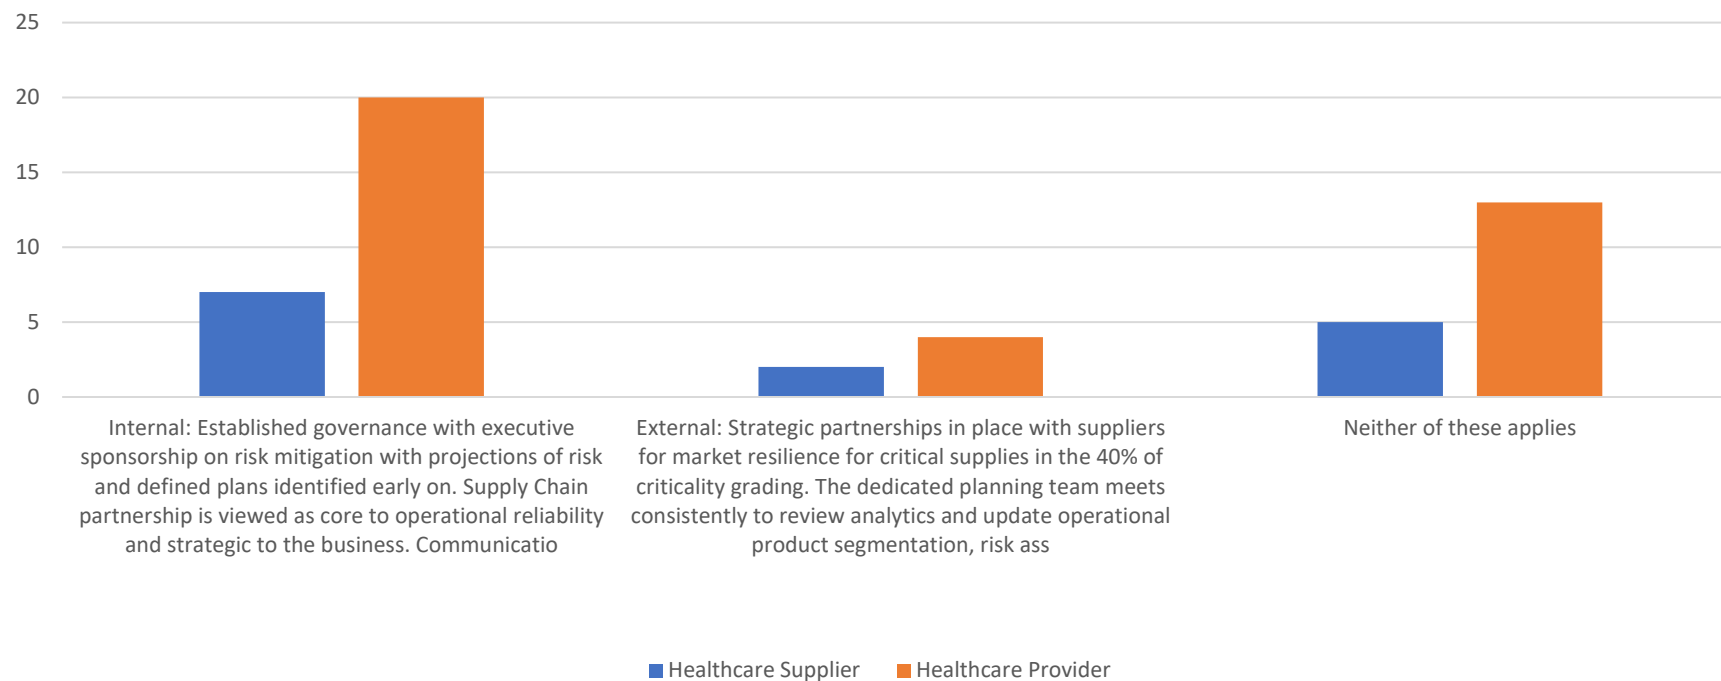 25
20
15
10
5
0
Internal: Established governance with executive
sponsorship on risk mitigation with projections of risk
and defined plans identified early on. Supply Chain
partnership is viewed as core to operational reliability
and strategic to the business. Communicatio
External: Strategic partnerships in place with suppliers
for market resilience for critical supplies in the 40% of
criticality grading. The dedicated planning team meets
consistently to review analytics and update operational
product segmentation, risk ass
Neither of these applies
Healthcare Supplier
Healthcare Provider